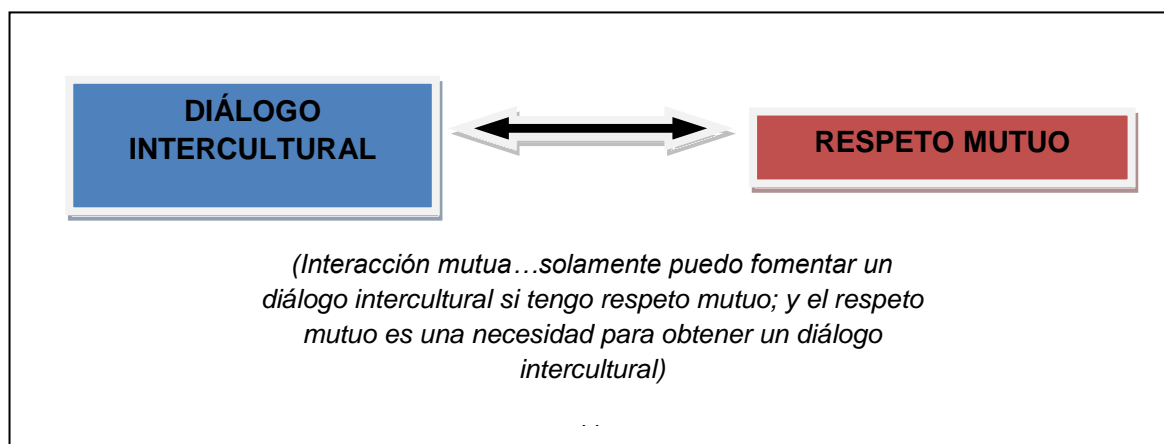 DIÁLOGO
INTERCULTURAL
RESPETO MUTUO
(Interacción mutua…solamente puedo fomentar un
diálogo intercultural si tengo respeto mutuo; y el respeto
mutuo es una necesidad para obtener un diálogo
intercultural)
. .